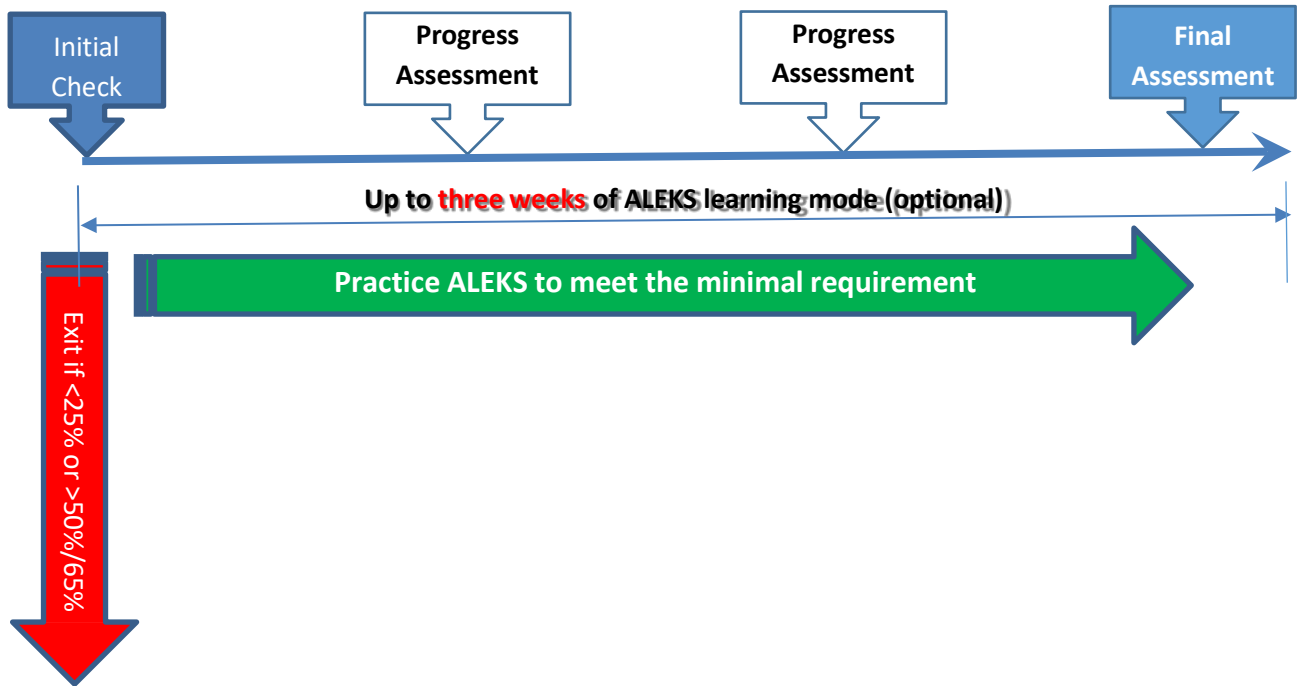 Initial
Check
Progress
Assessment
Progress
Assessment
Final
Assessment
Up to three weeks of ALEKS learning mode (optional)
Practice ALEKS to meet the minimal requirement
Exit if <25% or >50%/65%